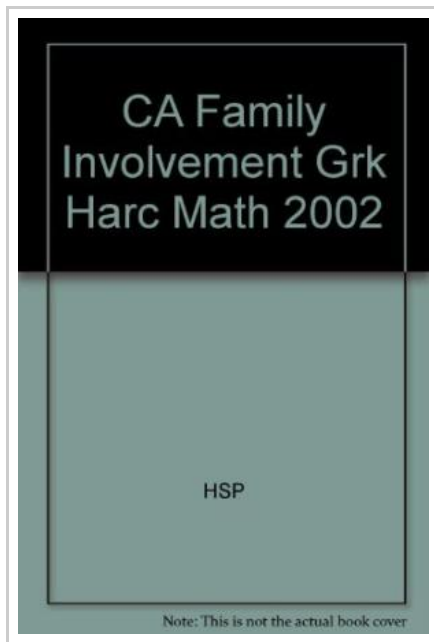 CA Family
Involvement Grk
Harc Math 2002
HSP
Note: This is not the actual book cover